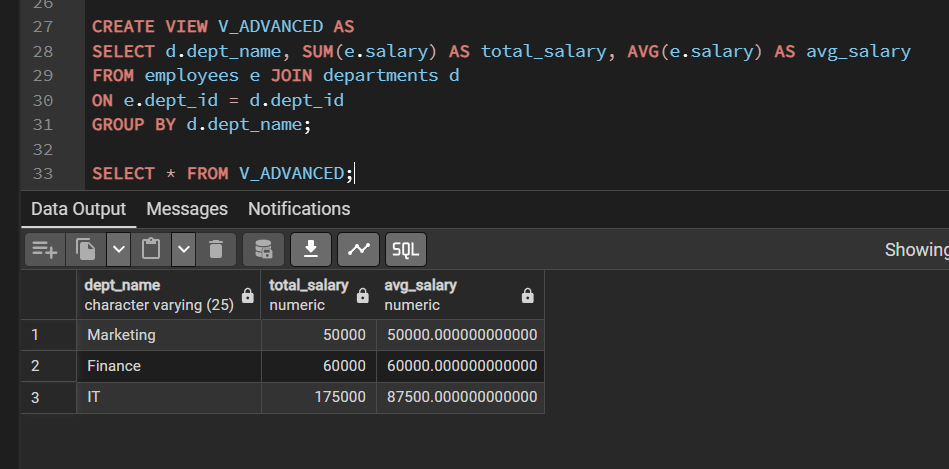 26
27 CREATE VIEW V_ADVANCED AS
28 SELECT d.dept_name, SUM(e.salary) AS total_salary, AVG(e.salary) AS avg_salary
29 FROM employees e JOIN departments d
30 ON e.dept_id = d.dept_id
31 GROUP BY d.dept_name;
32
33 SELECT * FROM V_ADVANCED;
Data Output Messages Notifications
SQL Showing
dept_name total_salary avg_salary
character varying (25) numeric numeric
1 Marketing 50000 50000.000000000000
2 Finance 60000 60000.000000000000
3 IT 175000 87500.000000000000